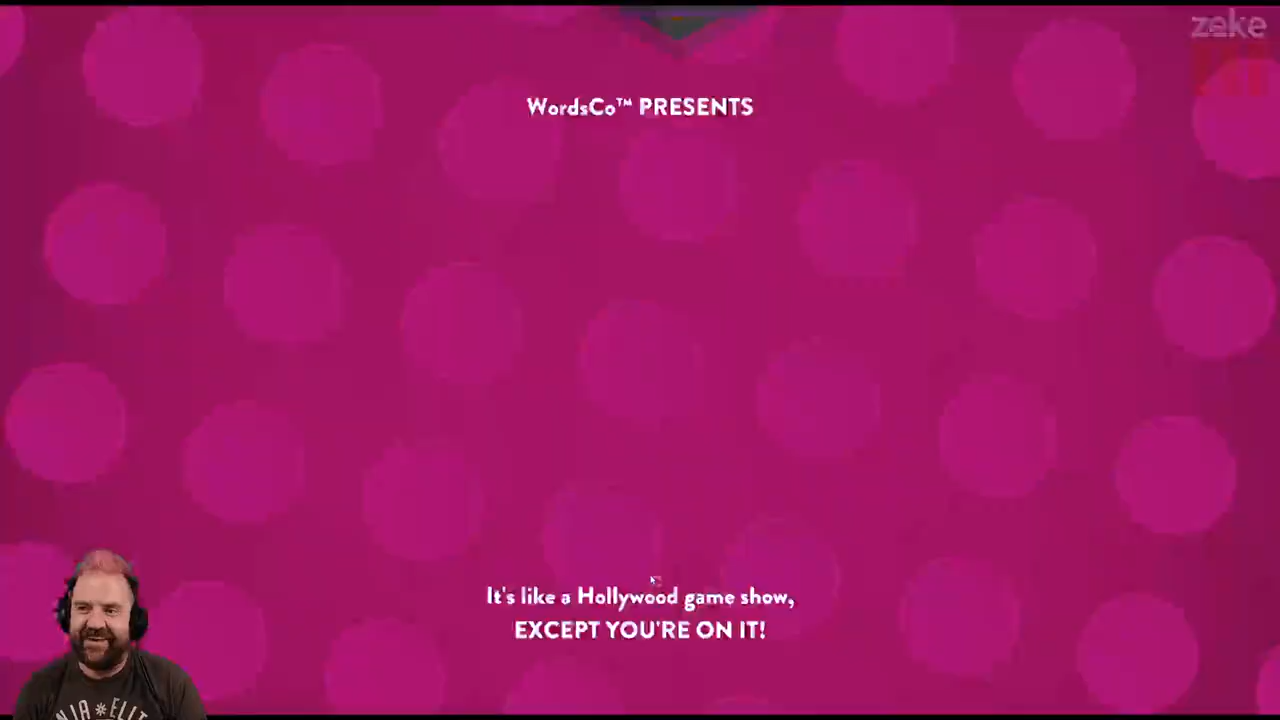 zeke
WordsCo™ PRESENTS
It's like a Hollywood game show,
EXCEPT YOU'RE ON IT!